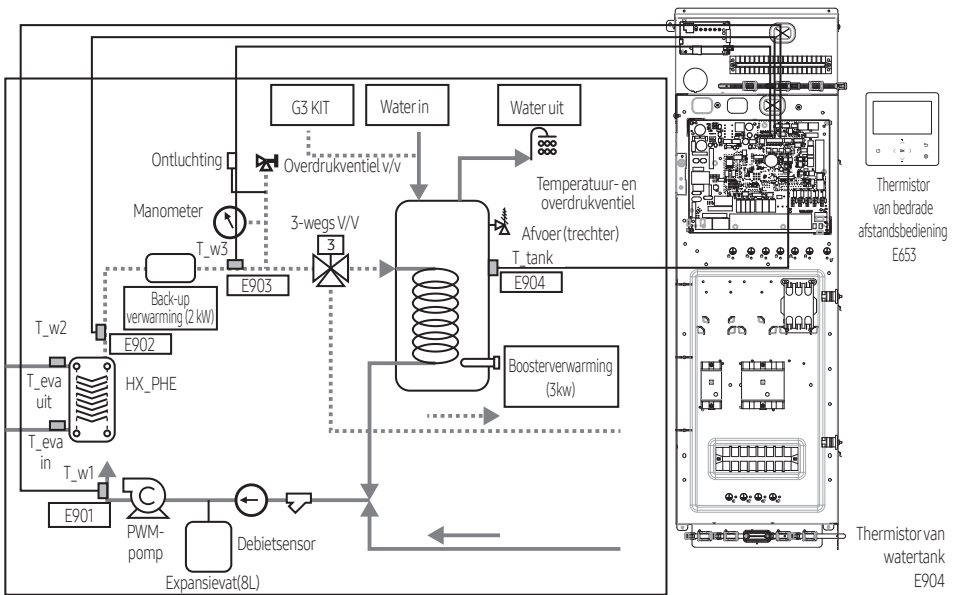 G3 KIT
Water in
Water uit
Ontluchting
Overdrukventiel v/v
Temperatuur- en
overdrukventiel
Manometer
3-wegs V/V
3
Afvoer (trechter)
T_w3
T_tank
E903
E904
Back-up
verwarming (2 kW)
T_w2
E902
Boosterverwarming
(3kw)
T_eva
uit
HX_PHE
T_eva
in
T_w1
E901
C
PWM-
pomp
Debietsensor
Expansievat(8L)
OK
Thermistor
van bedrade
afstandsbediening
E653
Thermistor van
watertank
E904